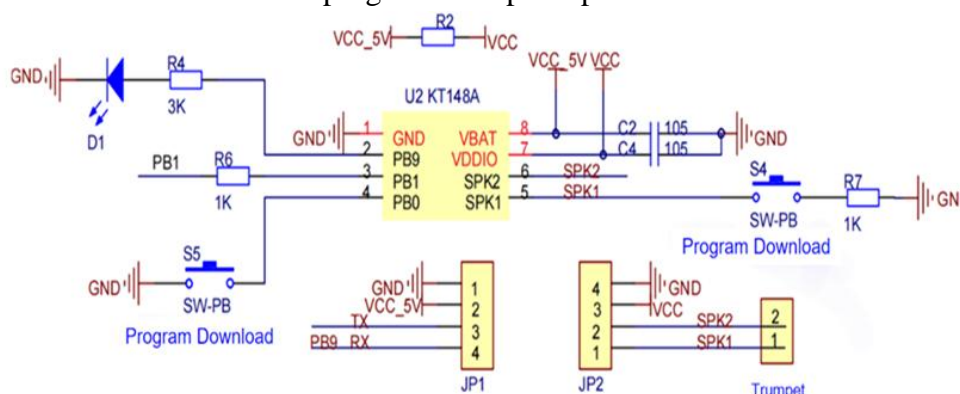 R2
VCC_5V VCC
VCC_5V VCC
GND R4
3K
D1
U2 KT148A
GND 1 GND VBAT 8 C2 105 GND
2 PB9 VDDIO 7 C4 105
PB1 R6 3 PB1 SPK2 6 SPK2
1K 4 PB0 SPK1 5 SPK1
S4 R7 GN
SW-PB 1K
Program Download
S5
GND
SW-PB
Program Download
GND 1
VCC_5V 2
TX 3
PB9 RX 4
JP1
4 GND
3 VCC
2 SPK2 2
1 SPK1 1
JP2
Trumpet